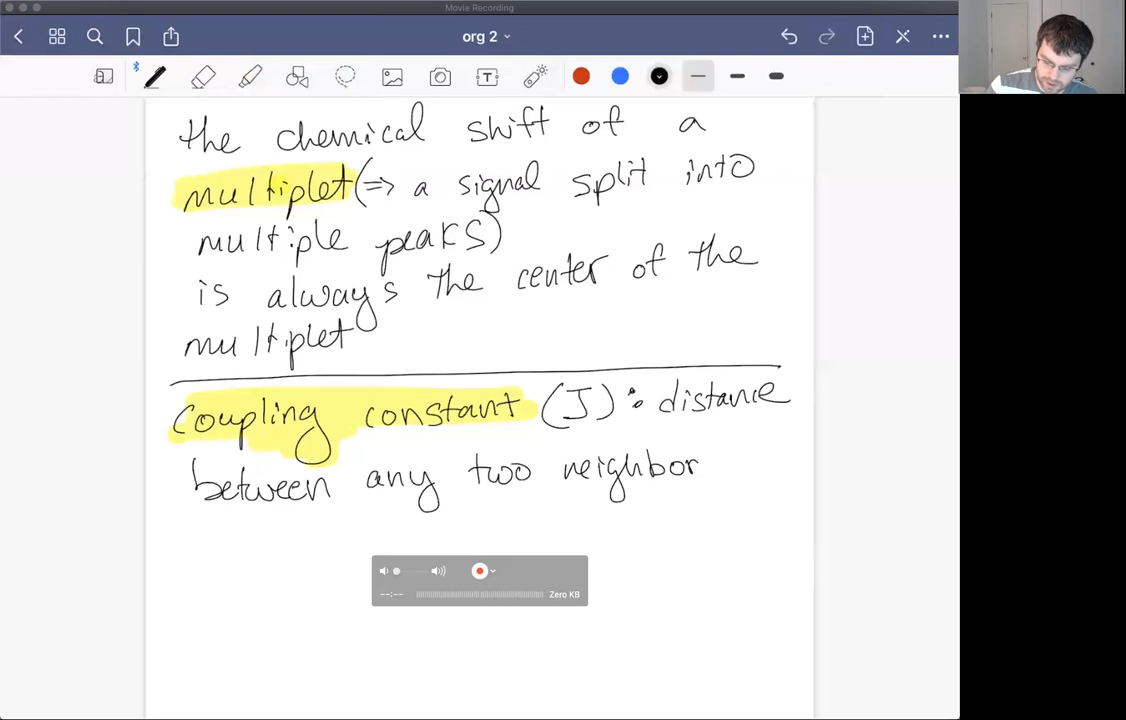 Movie Recording
org 2
the chemical shift of a
multiplet (=> a signal split into
multiple peaks)
is always the center of the
multiplet
Coupling constant (J): distance
between any two neighbor
--:--
Zero KB